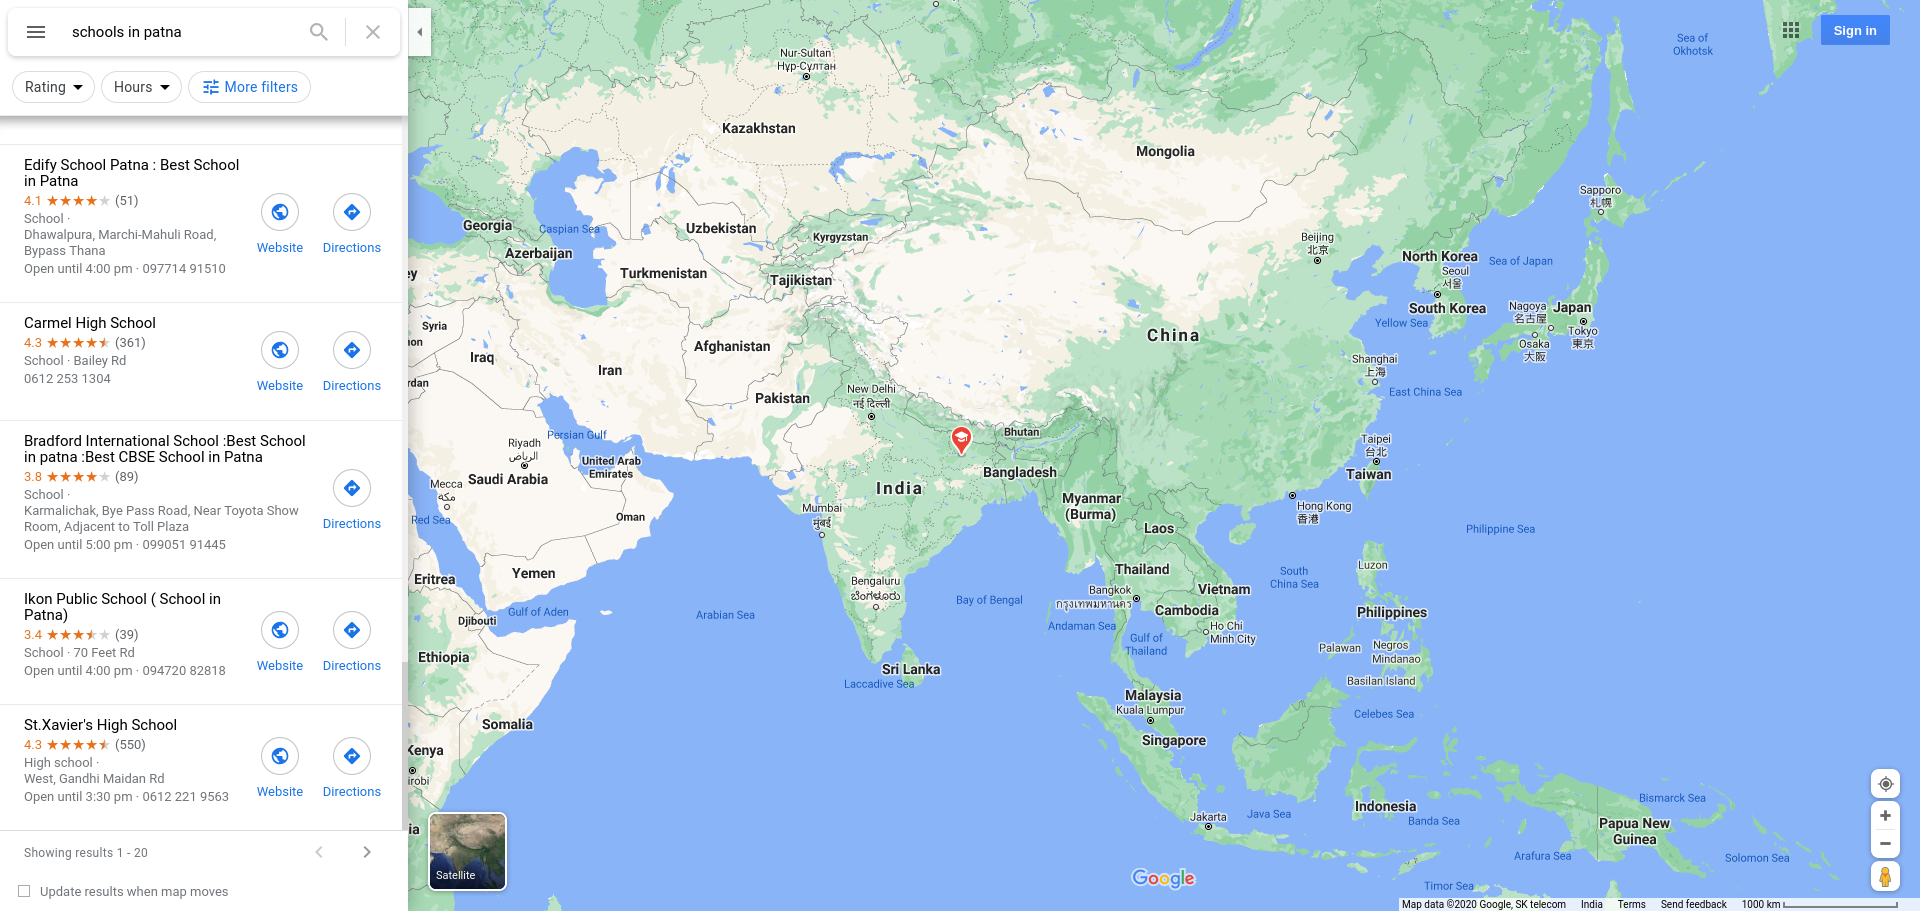 schools in patna
Rating
Hours
More filters
Edify School Patna : Best School
in Patna
4.1 (51)
School ·
Dhawalpura, Marchi-Mahuli Road,
Bypass Thana
Open until 4:00 pm · 097714 91510
Website
Directions
Carmel High School
4.3 (361)
School · Bailey Rd
0612 253 1304
Website
Directions
Bradford International School :Best School
in patna :Best CBSE School in Patna
3.8 (89)
School ·
Karmalichak, Bye Pass Road, Near Toyota Show
Room, Adjacent to Toll Plaza
Open until 5:00 pm · 099051 91445
Directions
Ikon Public School ( School in
Patna)
3.4 (39)
School · 70 Feet Rd
Open until 4:00 pm · 094720 82818
Website
Directions
St.Xavier's High School
4.3 (550)
High school ·
West, Gandhi Maidan Rd
Open until 3:30 pm · 0612 221 9563
Website
Directions
Showing results 1 - 20
Update results when map moves
Sign in
Sea of
Okhotsk
Nur-Sultan
Нұр-Сұлтан
Kazakhstan
Mongolia
Sapporo
札幌
Georgia
Caspian Sea
Uzbekistan
Kyrgyzstan
Beijing
北京
Azerbaijan
North Korea
Sea of Japan
Seoul
서울
ey
Turkmenistan
Tajikistan
South Korea
Nagoya
名古屋
Japan
Yellow Sea
Tokyo
東京
Osaka
大阪
Syria
non
Iraq
Afghanistan
China
Shanghai
上海
Iran
rdan
New Delhi
नई दिल्ली
Pakistan
East China Sea
Persian Gulf
Bhutan
Riyadh
الرياض
United Arab
Emirates
Taipei
台北
Saudi Arabia
Bangladesh
Taiwan
Mecca
مكة
India
Myanmar
(Burma)
Hong Kong
香港
Mumbai
मुंबई
Red Sea
Oman
Laos
Philippine Sea
Eritrea
Yemen
Thailand
Luzon
South
China Sea
Bengaluru
ಬೆಂಗಳೂರು
Bangkok
กรุงเทพมหานคร
Vietnam
Gulf of Aden
Arabian Sea
Bay of Bengal
Cambodia
Philippines
Djibouti
Andaman Sea
Ho Chi
Minh City
Gulf of
Thailand
Palawan
Negros
Mindanao
Ethiopia
Sri Lanka
Laccadive Sea
Basilan Island
Malaysia
Kuala Lumpur
Celebes Sea
Somalia
Singapore
Kenya
irobi
Indonesia
Bismarck Sea
Jakarta
Java Sea
Banda Sea
Papua New
Guinea
ia
Arafura Sea
Solomon Sea
Satellite
Google
Timor Sea
Map data ©2020 Google, SK telecom India Terms Send feedback 1000 km